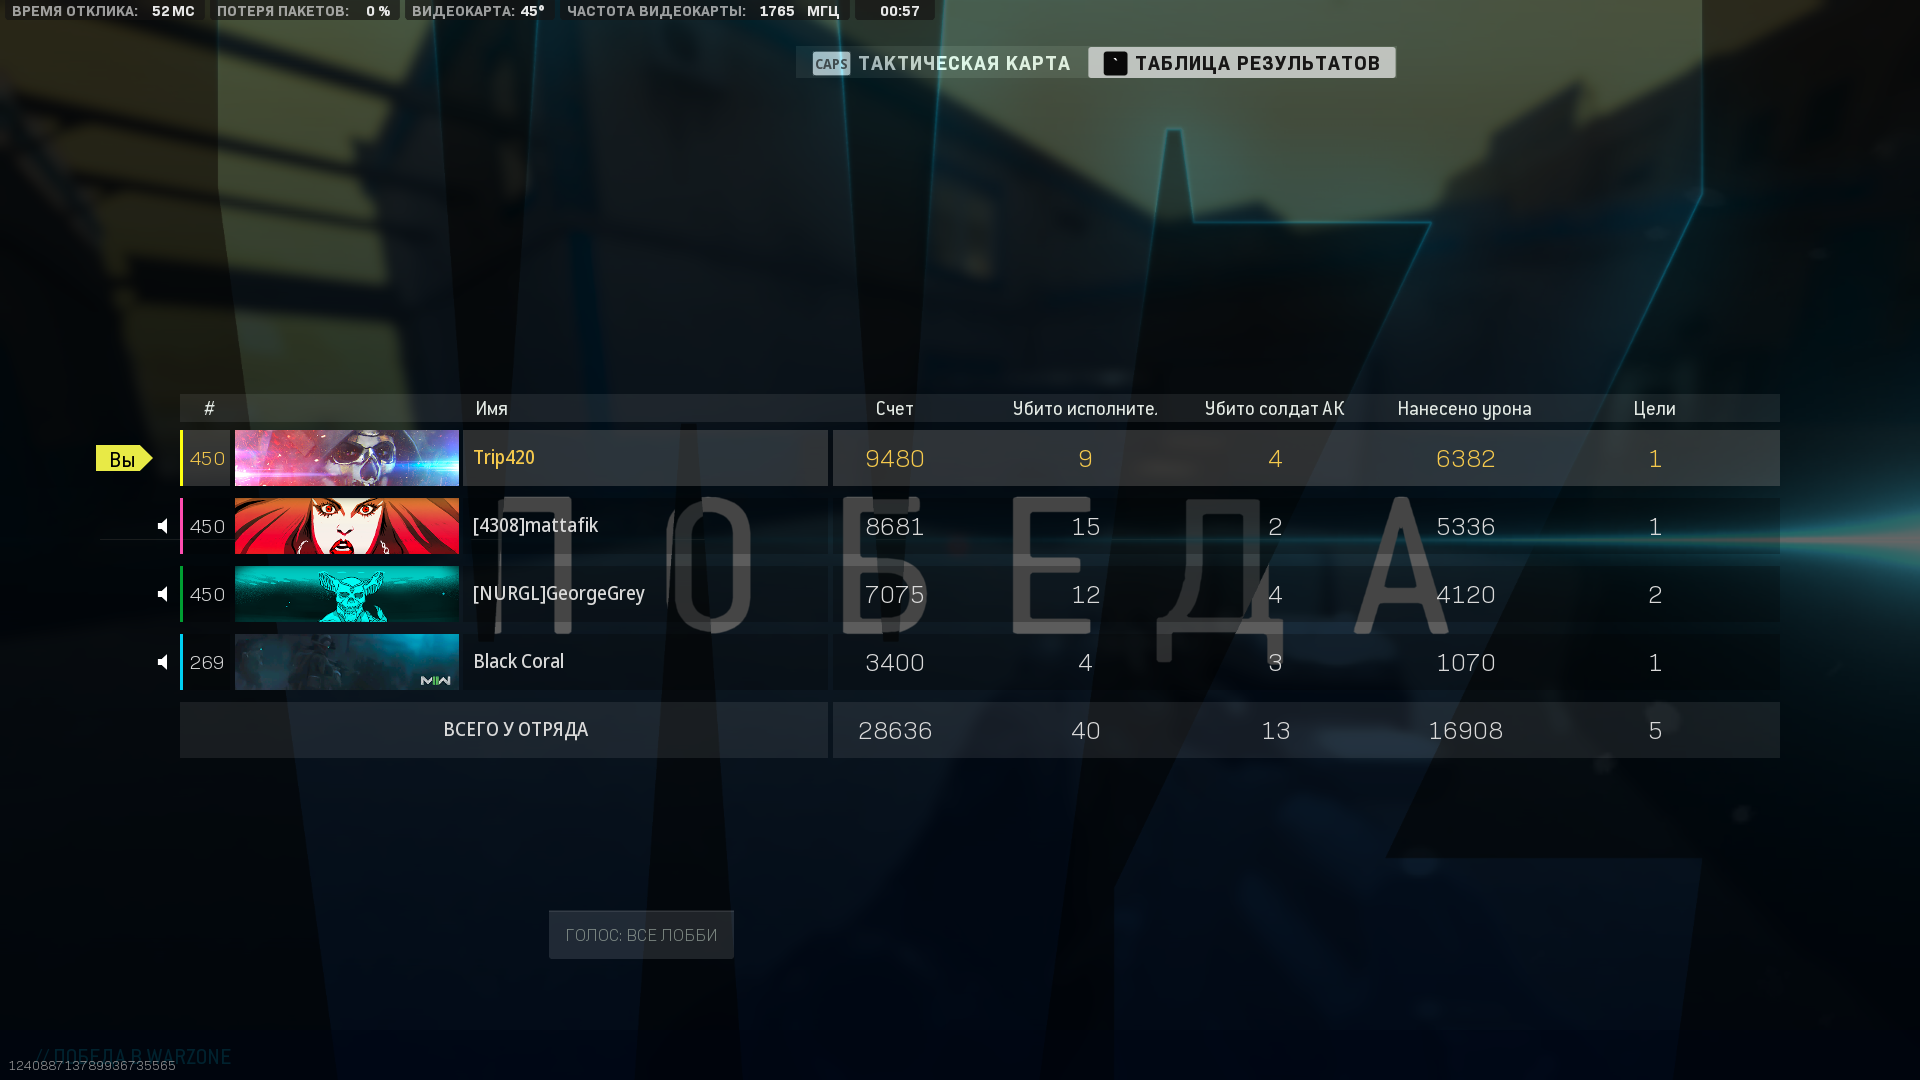 ВРЕМЯ ОТКЛИКА: 52 МС ПОТЕРЯ ПАКЕТОВ: 0 % ВИДЕОКАРТА: 45° ЧАСТОТА ВИДЕОКАРТЫ: 1765 МГЦ 00:57
CAPS ТАКТИЧЕСКАЯ КАРТА ` ТАБЛИЦА РЕЗУЛЬТАТОВ
# Имя Счет Убито исполните. Убито солдат АК Нанесено урона Цели
Вы 450 Trip420 9480 9 4 6382 1
450 [4308]mattafik 8681 15 2 5336 1
ПОБЕДА
450 [NURGL]GeorgeGrey 7075 12 4 4120 2
269 MW Black Coral 3400 4 3 1070 1
ВСЕГО У ОТРЯДА 28636 40 13 16908 5
ГОЛОС: ВСЕ ЛОББИ
// ПОБЕДА В WARZONE
124088713789936735565